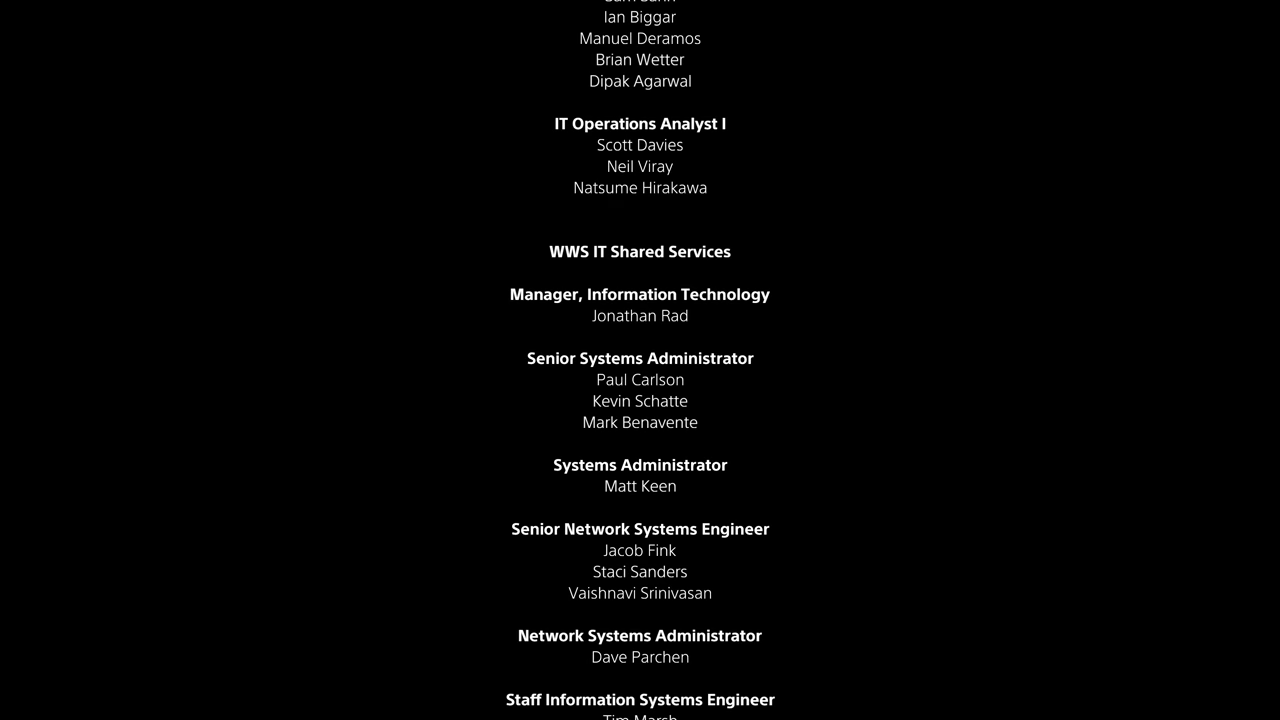 Ian Biggar
Manuel Deramos
Brian Wetter
Dipak Agarwal
IT Operations Analyst I
Scott Davies
Neil Viray
Natsume Hirakawa
WWS IT Shared Services
Manager, Information Technology
Jonathan Rad
Senior Systems Administrator
Paul Carlson
Kevin Schatte
Mark Benavente
Systems Administrator
Matt Keen
Senior Network Systems Engineer
Jacob Fink
Staci Sanders
Vaishnavi Srinivasan
Network Systems Administrator
Dave Parchen
Staff Information Systems Engineer
Tim Marsh